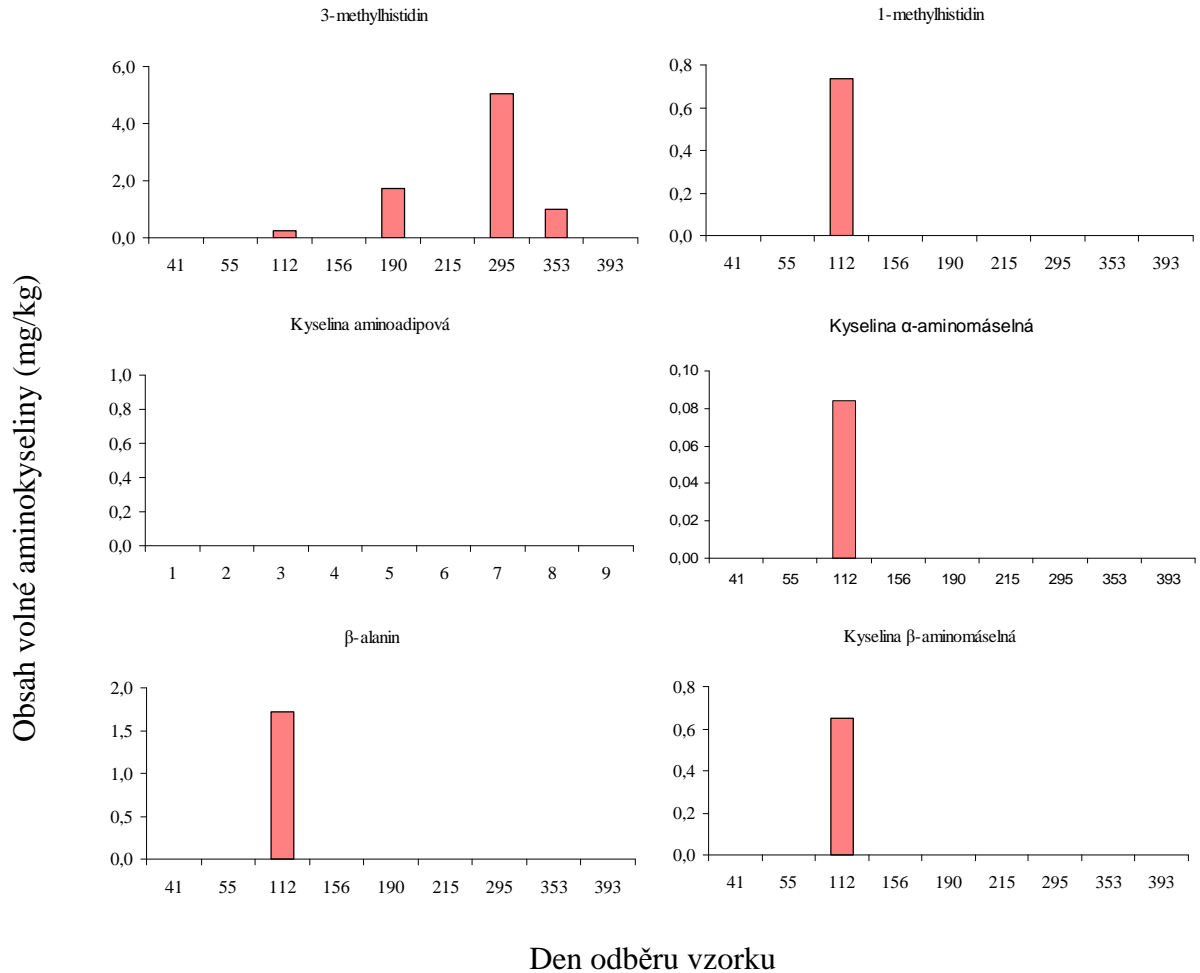 3-methylhistidin
6,0
4,0
2,0
0,0
41 55 112 156 190 215 295 353 393
1-methylhistidin
0,8
0,6
0,4
0,2
0,0
41 55 112 156 190 215 295 353 393
Kyselina aminoadipová
1,0
0,8
0,6
0,4
0,2
0,0
1 2 3 4 5 6 7 8 9
Kyselina α-aminomáselná
0,10
0,08
0,06
0,04
0,02
0,00
41 55 112 156 190 215 295 353 393
β-alanin
2,0
1,5
1,0
0,5
0,0
41 55 112 156 190 215 295 353 393
Kyselina β-aminomáselná
0,8
0,6
0,4
0,2
0,0
41 55 112 156 190 215 295 353 393
Obsah volné aminokyseliny (mg/kg)
Den odběru vzorku